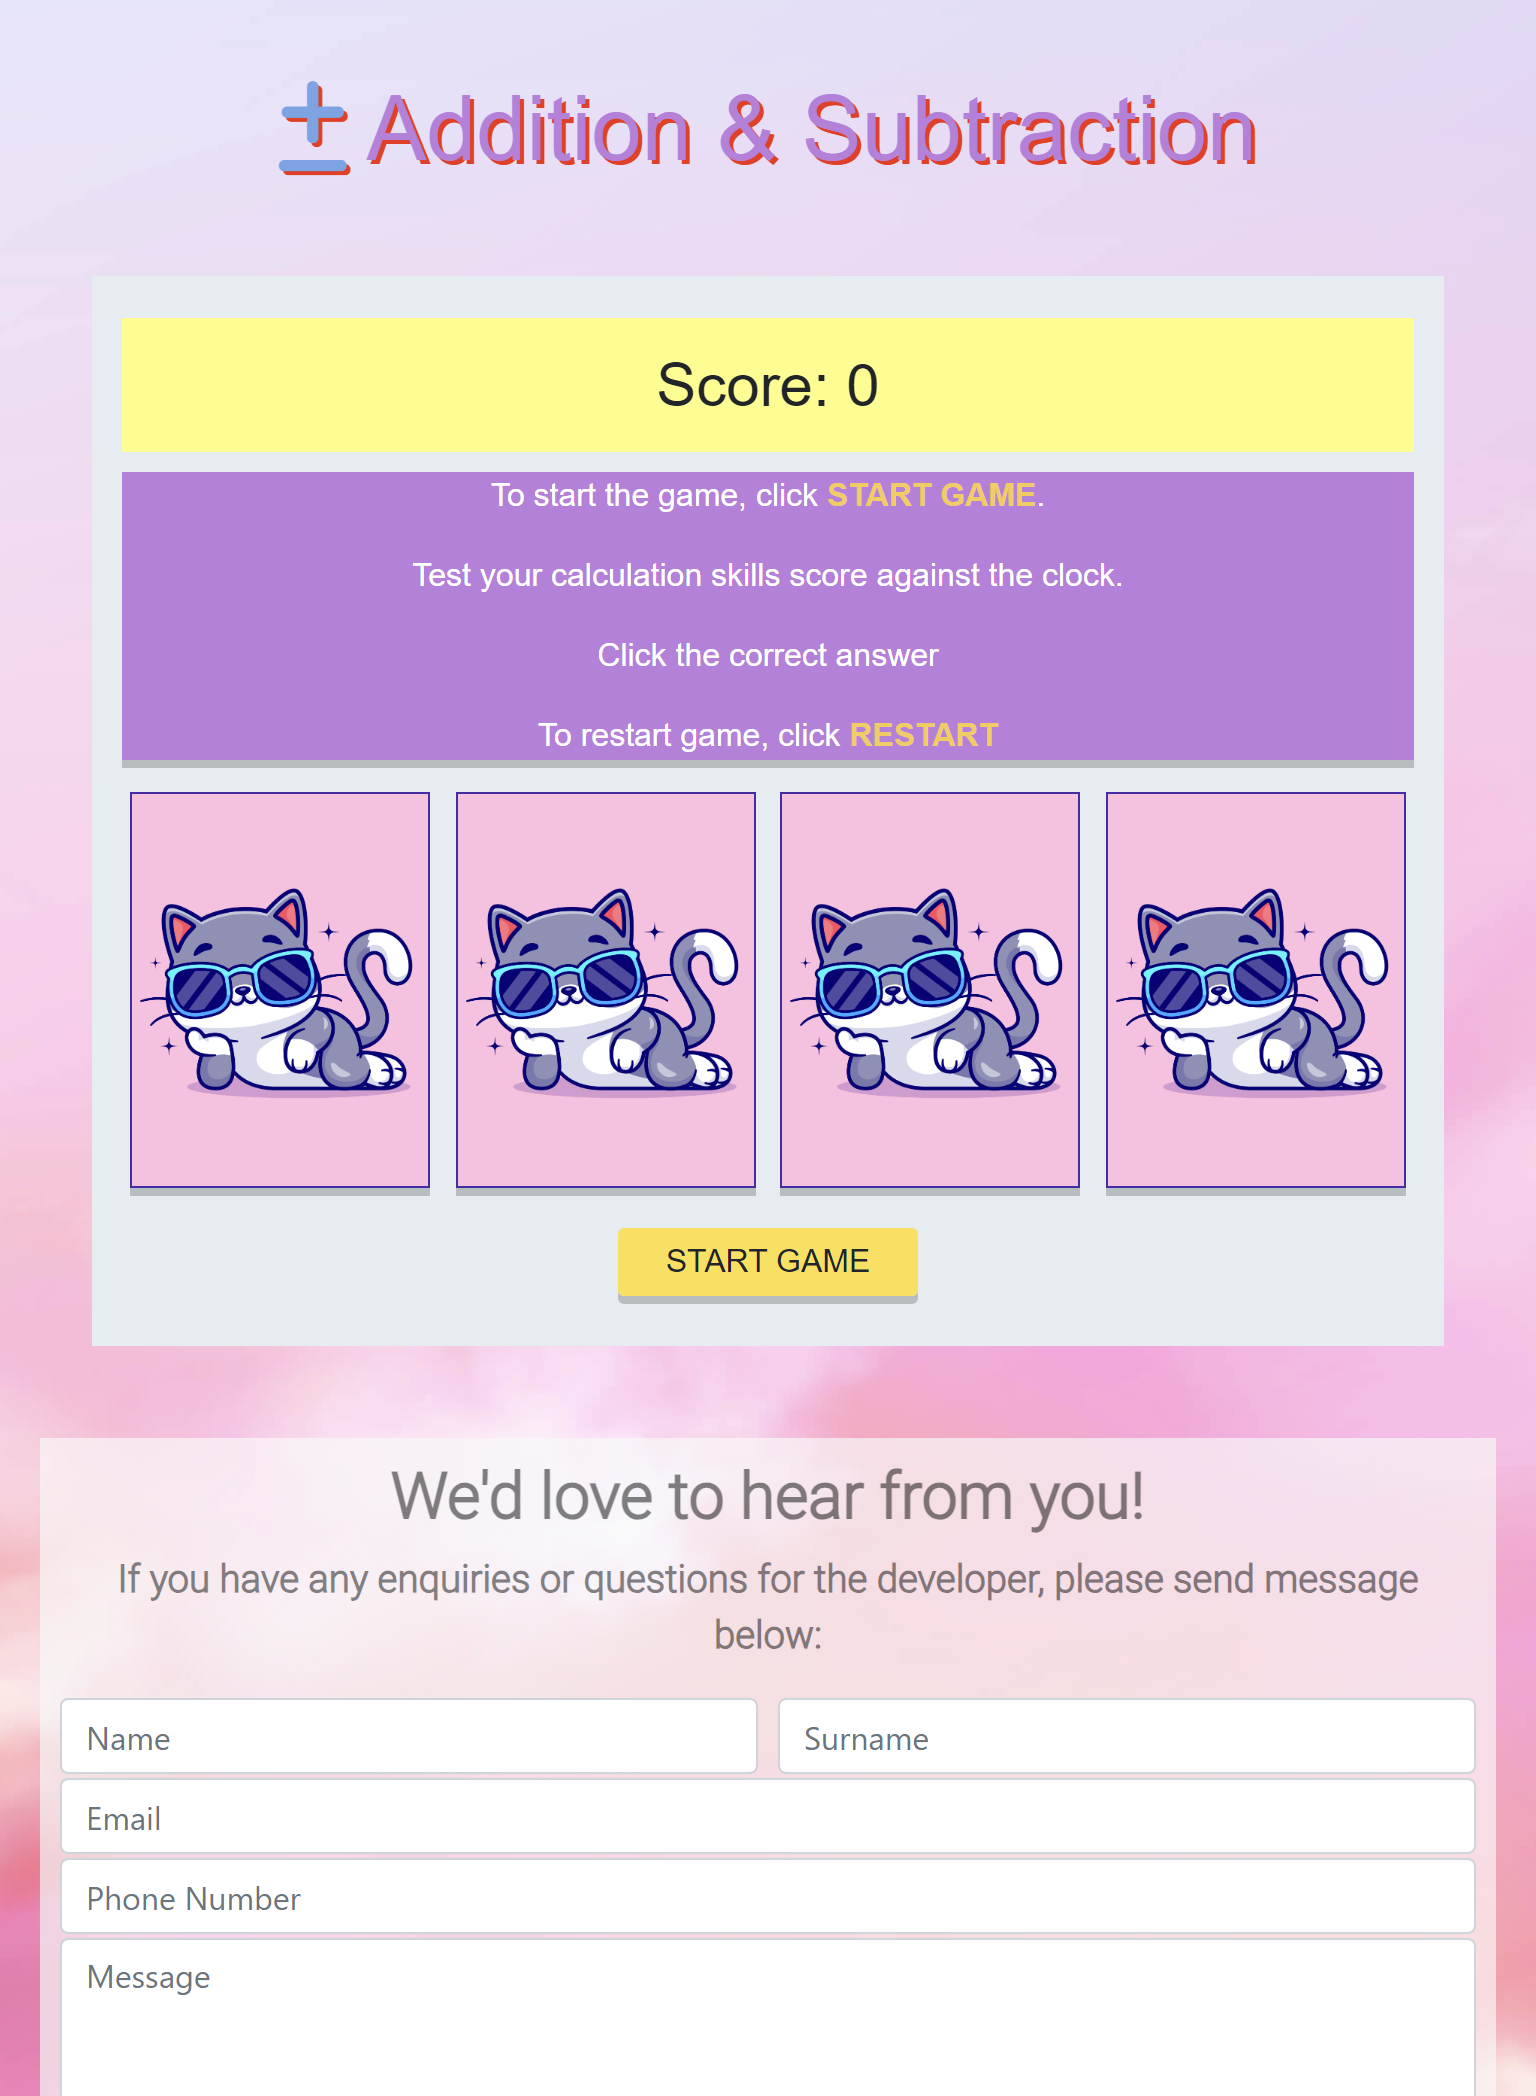 ± Addition & Subtraction
Score: 0
To start the game, click START GAME.
Test your calculation skills score against the clock.
Click the correct answer
To restart game, click RESTART
START GAME
We'd love to hear from you!
If you have any enquiries or questions for the developer, please send message
below:
Name
Surname
Email
Phone Number
Message